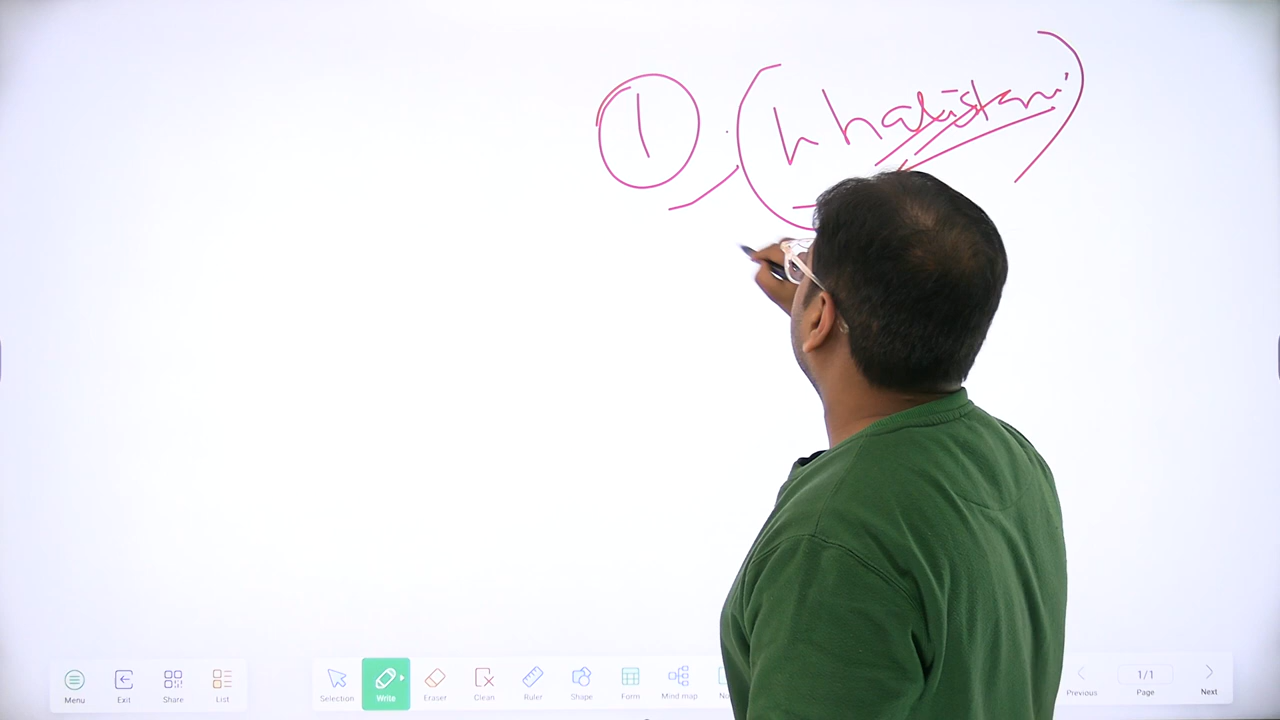 1
(khalistani)
Menu
Exit
Share
List
Selection
Write
Eraser
Clean
Ruler
Shape
Form
Mind map
1/1
Previous
Page
Next